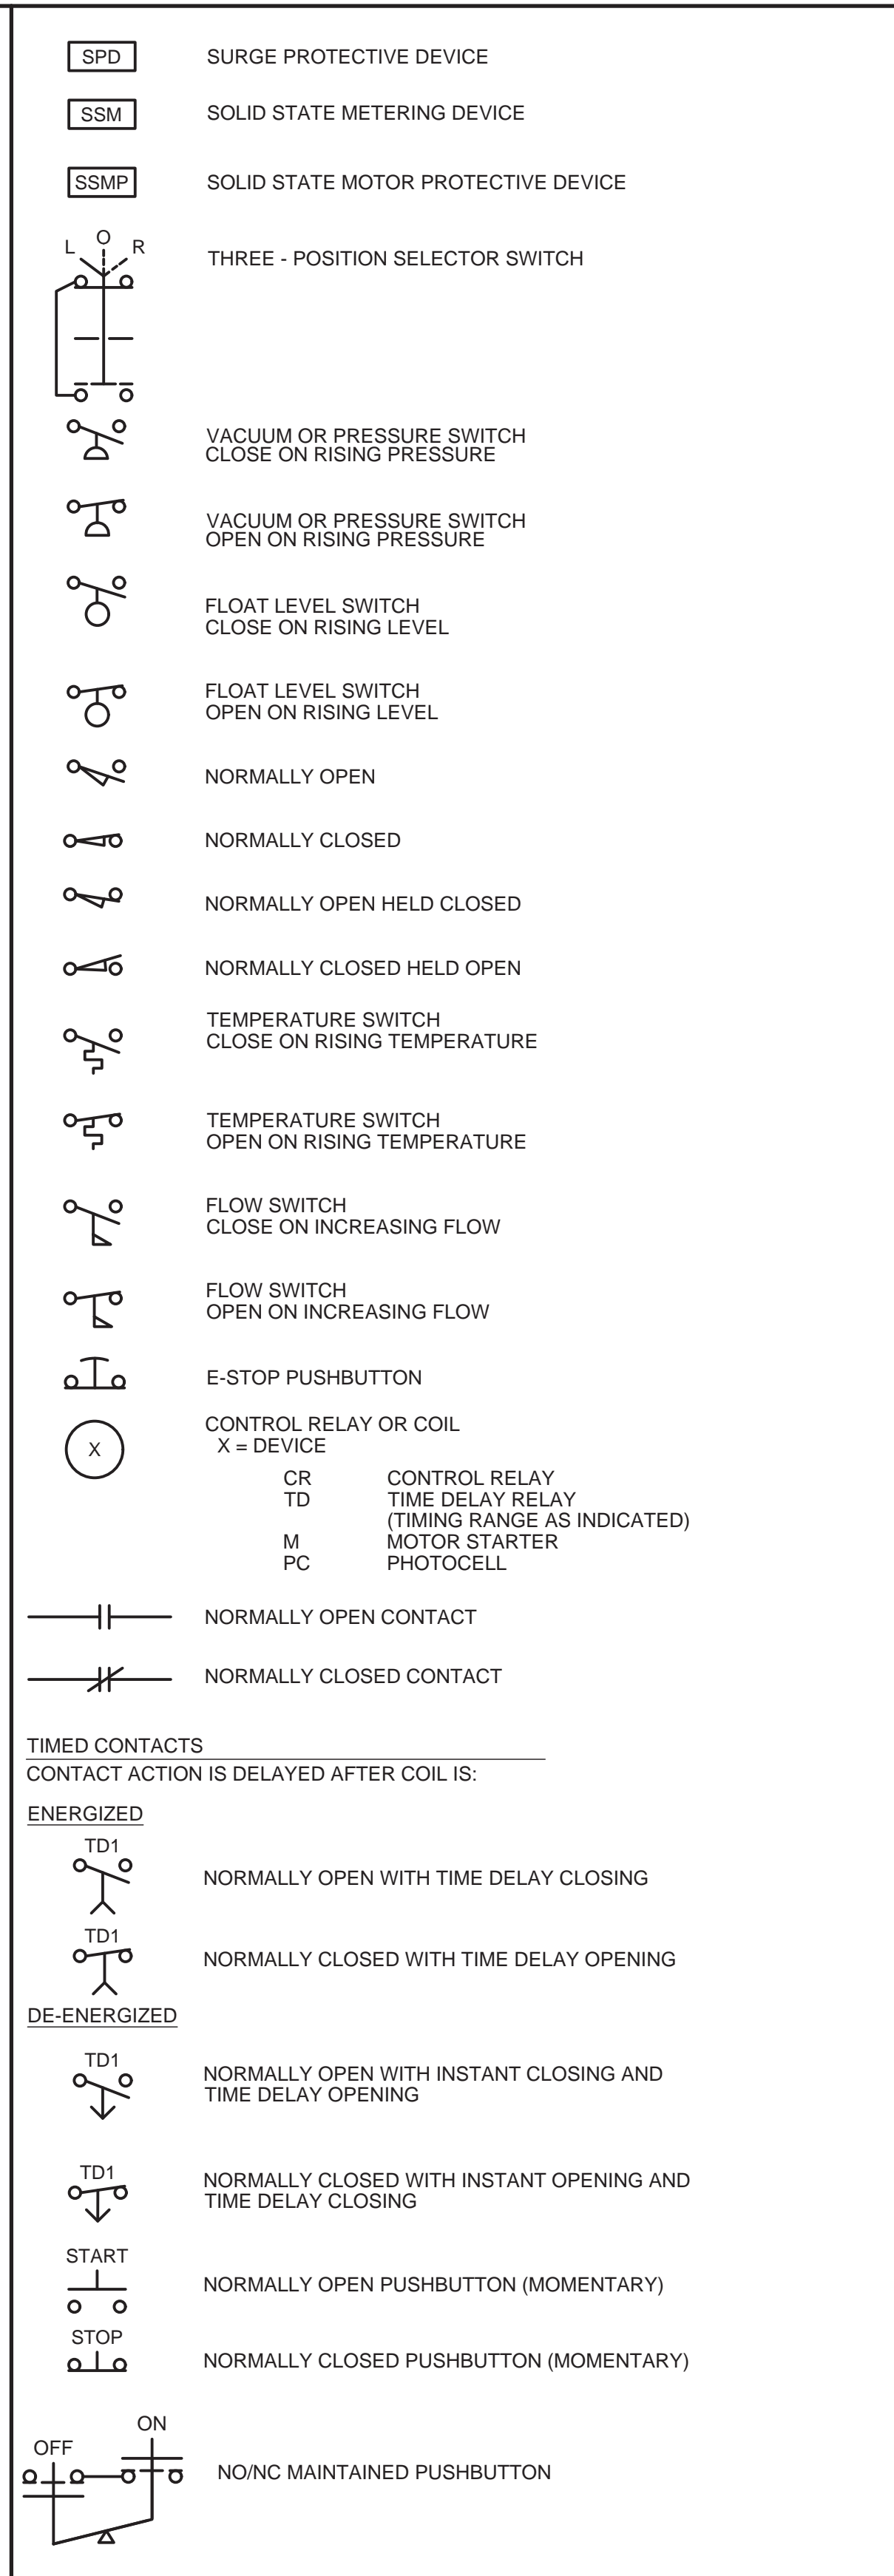 SPD SURGE PROTECTIVE DEVICE
SSM SOLID STATE METERING DEVICE
SSMP SOLID STATE MOTOR PROTECTIVE DEVICE
L O R
THREE - POSITION SELECTOR SWITCH
VACUUM OR PRESSURE SWITCH
CLOSE ON RISING PRESSURE
VACUUM OR PRESSURE SWITCH
OPEN ON RISING PRESSURE
FLOAT LEVEL SWITCH
CLOSE ON RISING LEVEL
FLOAT LEVEL SWITCH
OPEN ON RISING LEVEL
NORMALLY OPEN
NORMALLY CLOSED
NORMALLY OPEN HELD CLOSED
NORMALLY CLOSED HELD OPEN
TEMPERATURE SWITCH
CLOSE ON RISING TEMPERATURE
TEMPERATURE SWITCH
OPEN ON RISING TEMPERATURE
FLOW SWITCH
CLOSE ON INCREASING FLOW
FLOW SWITCH
OPEN ON INCREASING FLOW
E-STOP PUSHBUTTON
CONTROL RELAY OR COIL
X
X = DEVICE
CR CONTROL RELAY
TD TIME DELAY RELAY
(TIMING RANGE AS INDICATED)
M MOTOR STARTER
PC PHOTOCELL
NORMALLY OPEN CONTACT
NORMALLY CLOSED CONTACT
TIMED CONTACTS
CONTACT ACTION IS DELAYED AFTER COIL IS:
ENERGIZED
TD1
NORMALLY OPEN WITH TIME DELAY CLOSING
TD1
NORMALLY CLOSED WITH TIME DELAY OPENING
DE-ENERGIZED
TD1
NORMALLY OPEN WITH INSTANT CLOSING AND
TIME DELAY OPENING
TD1
NORMALLY CLOSED WITH INSTANT OPENING AND
TIME DELAY CLOSING
START
NORMALLY OPEN PUSHBUTTON (MOMENTARY)
STOP
NORMALLY CLOSED PUSHBUTTON (MOMENTARY)
ON
OFF
NO/NC MAINTAINED PUSHBUTTON